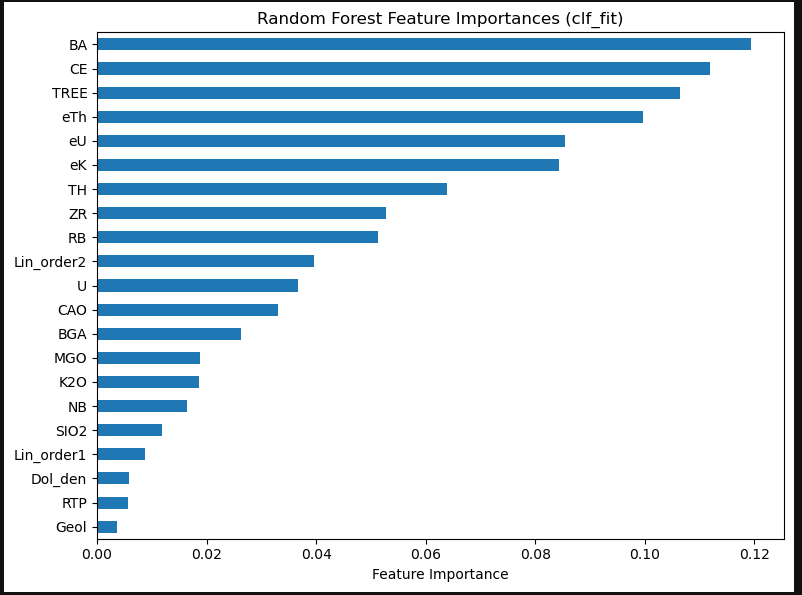 Random Forest Feature Importances (clf_fit)
BA
CE
TREE
eTh
eU
eK
TH
ZR
RB
Lin_order2
U
CAO
BGA
MGO
K2O
NB
SIO2
Lin_order1
Dol_den
RTP
Geol
0.00 0.02 0.04 0.06 0.08 0.10 0.12
Feature Importance